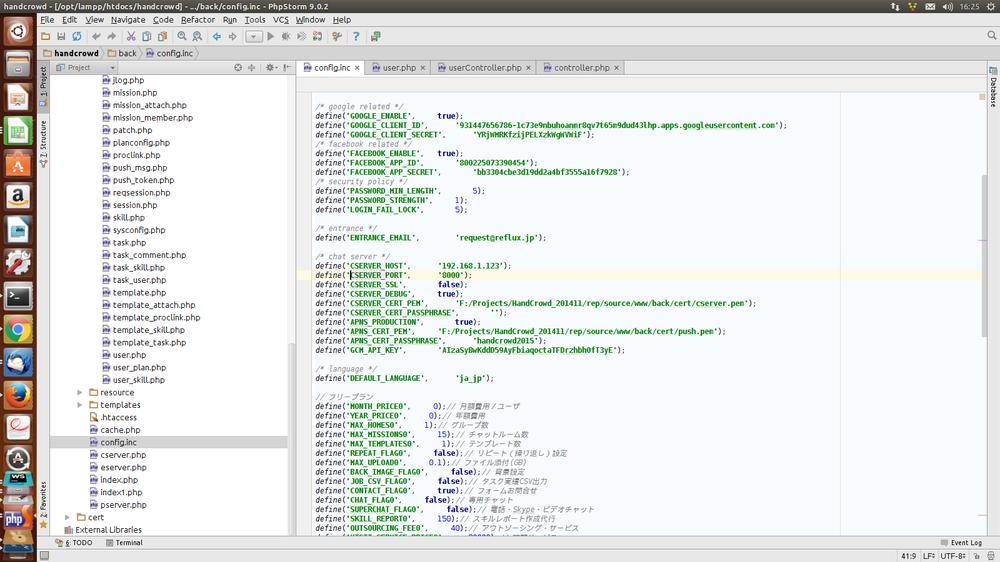 handcrowd - [/opt/lampp/htdocs/handcrowd] - .../back/config.inc - PhpStorm 9.0.2
16:25
File Edit View Navigate Code Refactor Run Tools VCS Window Help
handcrowd back config.inc
Project
config.inc user.php userController.php controller.php
1: Project
7: Structure
2: Favorites
Database
jlog.php
mission.php
mission_attach.php
mission_member.php
patch.php
planconfig.php
proclink.php
push_msg.php
push_token.php
reqsession.php
session.php
skill.php
sysconfig.php
task.php
task_comment.php
task_skill.php
task_user.php
template.php
template_attach.php
template_proclink.php
template_skill.php
template_task.php
user.php
user_plan.php
user_skill.php
resource
templates
.htaccess
cache.php
config.inc
cserver.php
eserver.php
index.php
index1.php
pserver.php
cert
External Libraries
/* google related */
define('GOOGLE_ENABLE', true);
define('GOOGLE_CLIENT_ID',
define('GOOGLE_CLIENT_SECRET',
/* facebook related */
define('FACEBOOK_ENABLE', true);
define('FACEBOOK_APP_ID', '800225073390454');
define('FACEBOOK_APP_SECRET',
/* security policy */
define('PASSWORD_MIN_LENGTH', 5);
define('PASSWORD_STRENGTH', 1);
define('LOGIN_FAIL_LOCK', 5);
/* entrance */
define('ENTRANCE_EMAIL', 'request@reflux.jp');
/* chat server */
define('CSERVER_HOST', '192.168.1.123');
define('CSERVER_PORT', '8000');
define('CSERVER_SSL', false);
define('CSERVER_DEBUG', true);
define('CSERVER_CERT_PEM', 'F:/Projects/HandCrowd_201411/rep/source/www/back/cert/cserver.pem');
define('CSERVER_CERT_PASSPHRASE', '');
define('APNS_PRODUCTION', true);
define('APNS_CERT_PEM', 'F:/Projects/HandCrowd_201411/rep/source/www/back/cert/push.pem');
define('APNS_CERT_PASSPHRASE', 'handcrowd2015');
define('GCM_API_KEY',
/* language */
define('DEFAULT_LANGUAGE', 'ja_jp');
// フリープラン
define('MONTH_PRICE0', 0);// 月額費用/ユーザ
define('YEAR_PRICE0', 0);// 年額費用
define('MAX_HOMES0', 1);// グループ数
define('MAX_MISSIONS0', 15);// チャットルーム数
define('MAX_TEMPLATES0', 1);// テンプレート数
define('REPEAT_FLAG0', false);// リピート(繰り返し)設定
define('MAX_UPLOAD0', 0.1);// ファイル添付(GB)
define('BACK_IMAGE_FLAG0', false);// 背景設定
define('JOB_CSV_FLAG0', false);// タスク実績CSV出力
define('CONTACT_FLAG0', true);// フォームお問合せ
define('CHAT_FLAG0', false);// 専用チャット
define('SUPERCHAT_FLAG0', false);// 電話・Skype・ビデオチャット
define('SKILL_REPORT0', 150);// スキルレポート作成代行
define('OUTSOURCING_FEE0', 40);// アウトソーシング・サービス
6: TODO Terminal Event Log
41:9 LF UTF-8